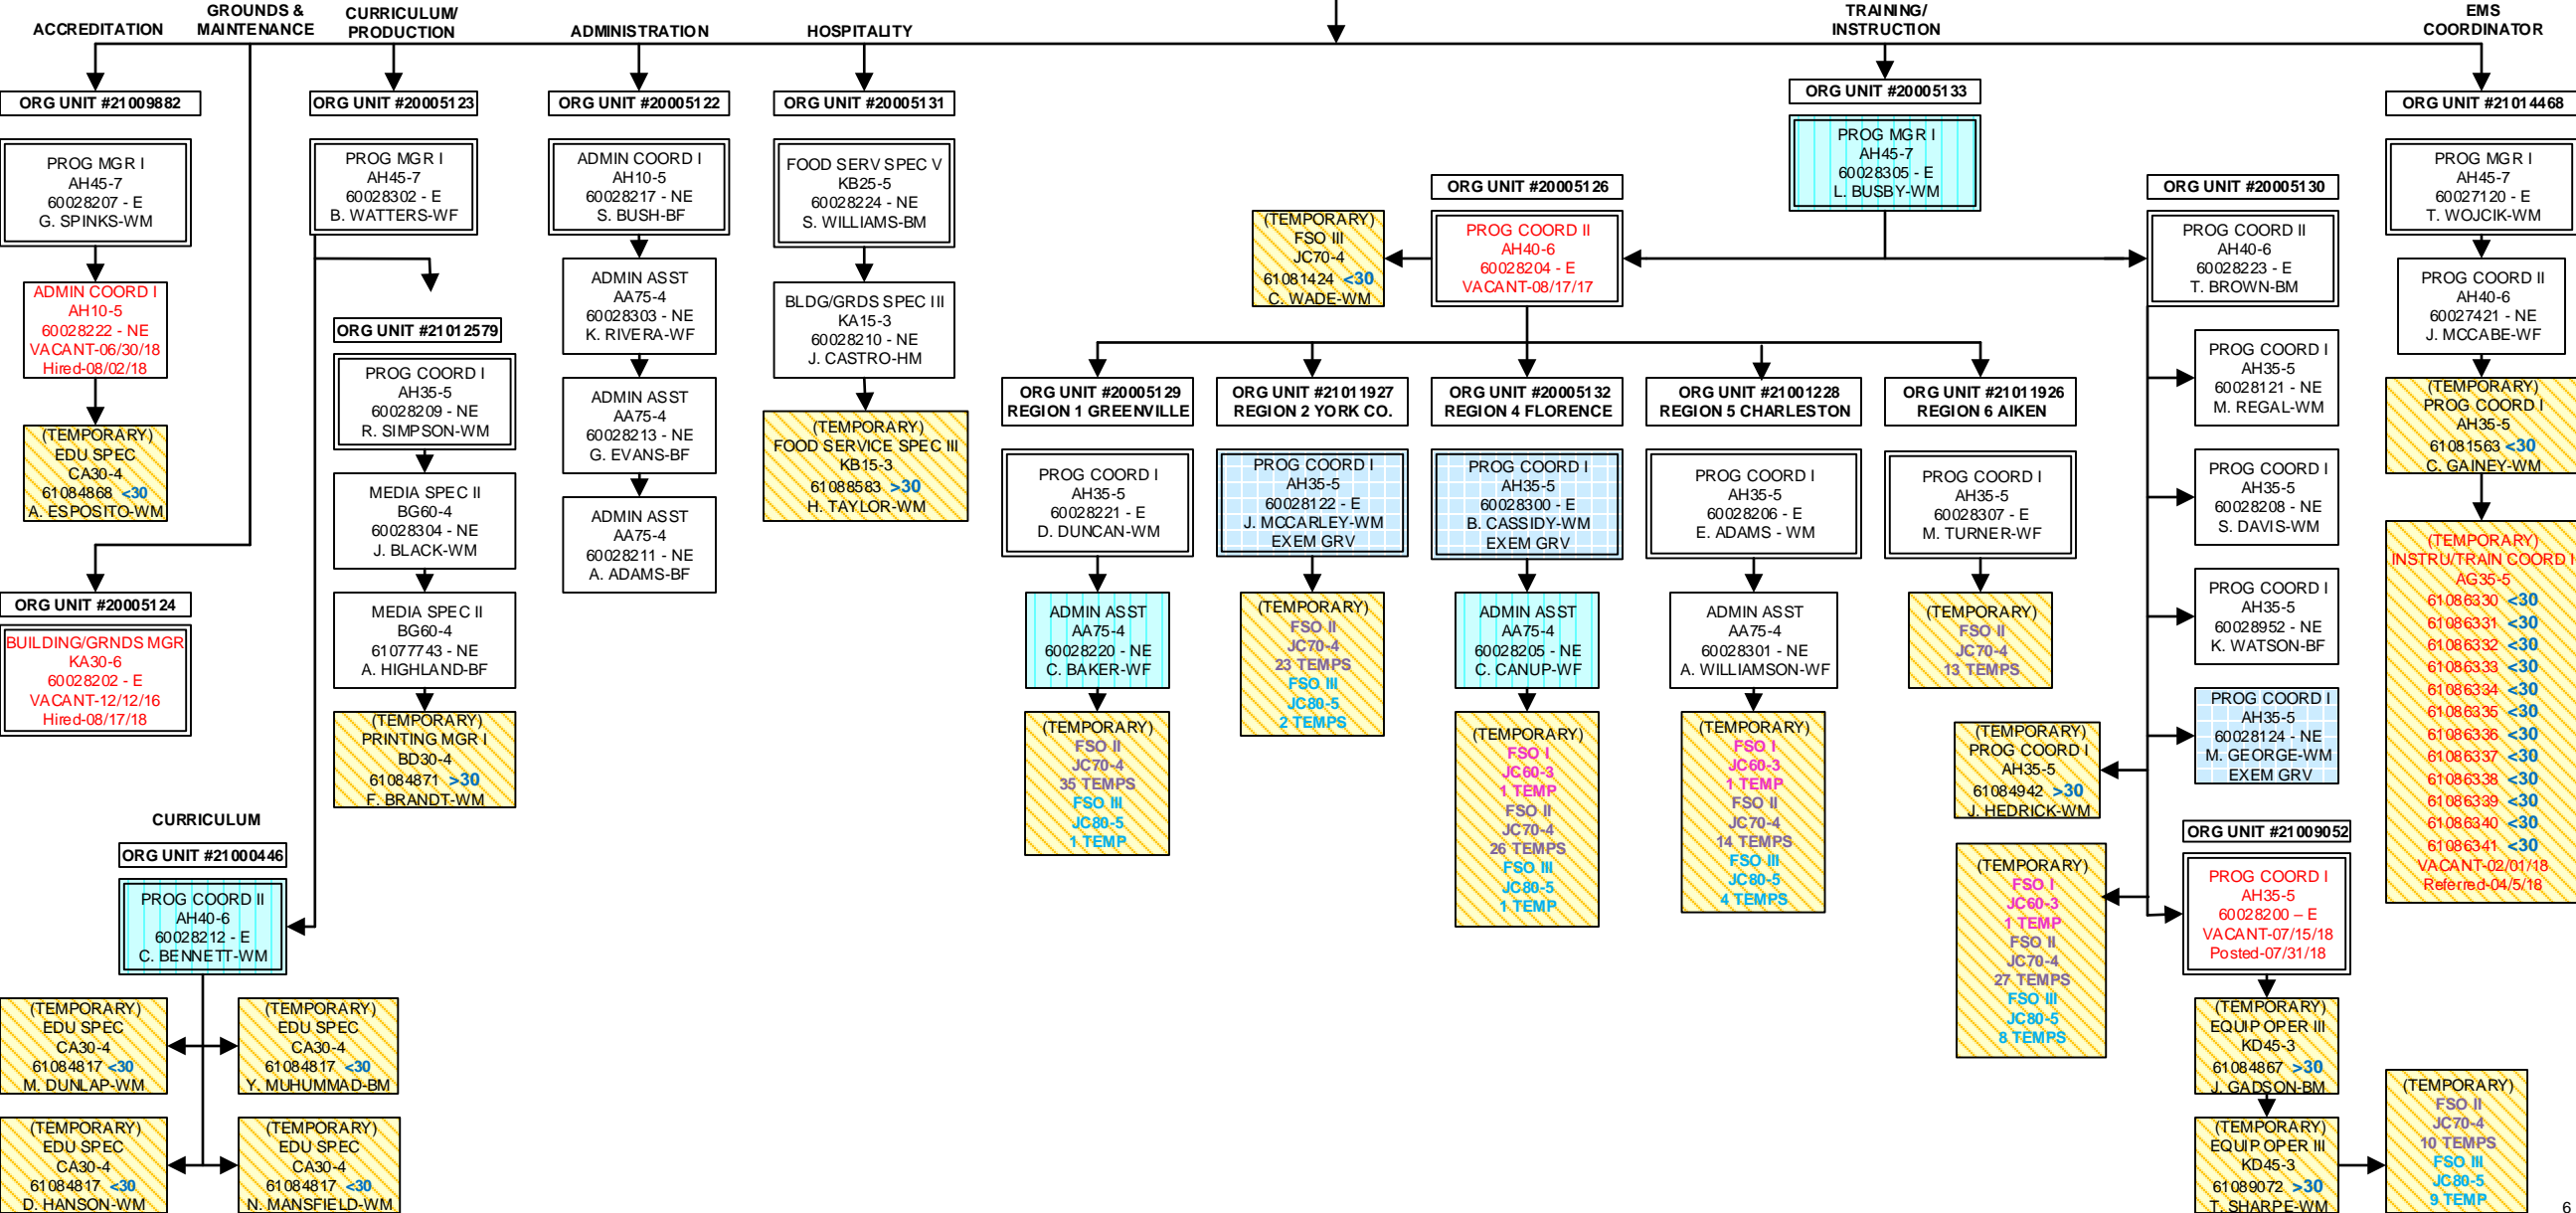 ACCREDITATION
GROUNDS &
MAINTENANCE
CURRICULUM/
PRODUCTION
ADMINISTRATION
HOSPITALITY
TRAINING/
INSTRUCTION
EMS
COORDINATOR
ORG UNIT #21009882
PROG MGR I
AH45-7
60028207 - E
G. SPINKS-WM
ADMIN COORD I
AH10-5
60028222 - NE
VACANT-06/30/18
Hired-08/02/18
(TEMPORARY)
EDU SPEC
CA30-4
61084868 <30
A. ESPOSITO-WM
ORG UNIT #20005124
BUILDING/GRNDS MGR
KA30-6
60028202 - E
VACANT-12/12/16
Hired-08/17/18
ORG UNIT #20005123
PROG MGR I
AH45-7
60028302 - E
B. WATTERS-WF
ORG UNIT #21012579
PROG COORD I
AH35-5
60028209 - NE
R. SIMPSON-WM
MEDIA SPEC II
BG60-4
60028304 - NE
J. BLACK-WM
MEDIA SPEC II
BG60-4
61077743 - NE
A. HIGHLAND-BF
(TEMPORARY)
PRINTING MGR I
BD30-4
61084871 >30
F. BRANDT-WM
CURRICULUM
ORG UNIT #21000446
PROG COORD II
AH40-6
60028212 - E
C. BENNETT-WM
(TEMPORARY)
EDU SPEC
CA30-4
61084817 <30
M. DUNLAP-WM
(TEMPORARY)
EDU SPEC
CA30-4
61084817 <30
Y. MUHUMMAD-BM
(TEMPORARY)
EDU SPEC
CA30-4
61084817 <30
D. HANSON-WM
(TEMPORARY)
EDU SPEC
CA30-4
61084817 <30
N. MANSFIELD-WM
ORG UNIT #20005122
ADMIN COORD I
AH10-5
60028217 - NE
S. BUSH-BF
ADMIN ASST
AA75-4
60028303 - NE
K. RIVERA-WF
ADMIN ASST
AA75-4
60028213 - NE
G. EVANS-BF
ADMIN ASST
AA75-4
60028211 - NE
A. ADAMS-BF
ORG UNIT #20005131
FOOD SERV SPEC V
KB25-5
60028224 - NE
S. WILLIAMS-BM
BLDG/GRDS SPEC III
KA15-3
60028210 - NE
J. CASTRO-HM
(TEMPORARY)
FOOD SERVICE SPEC III
KB15-3
61088583 >30
H. TAYLOR-WM
ORG UNIT #20005133
PROG MGR I
AH45-7
60028305 - E
L. BUSBY-WM
ORG UNIT #20005126
PROG COORD II
AH40-6
60028204 - E
VACANT-08/17/17
(TEMPORARY)
FSO III
JC70-4
61081424 <30
C. WADE-WM
ORG UNIT #20005129
REGION 1 GREENVILLE
PROG COORD I
AH35-5
60028221 - E
D. DUNCAN-WM
ADMIN ASST
AA75-4
60028220 - NE
C. BAKER-WF
(TEMPORARY)
FSO II
JC70-4
35 TEMPS
FSO III
JC80-5
1 TEMP
ORG UNIT #21011927
REGION 2 YORK CO.
PROG COORD I
AH35-5
60028122 - E
J. MCCARLEY-WM
EXEM GRV
(TEMPORARY)
FSO II
JC70-4
23 TEMPS
FSO III
JC80-5
2 TEMPS
ORG UNIT #20005132
REGION 4 FLORENCE
PROG COORD I
AH35-5
60028300 - E
B. CASSIDY-WM
EXEM GRV
ADMIN ASST
AA75-4
60028205 - NE
C. CANUP-WF
(TEMPORARY)
FSO I
JC60-3
1 TEMP
FSO II
JC70-4
26 TEMPS
FSO III
JC80-5
1 TEMP
ORG UNIT #21001228
REGION 5 CHARLESTON
PROG COORD I
AH35-5
60028206 - E
E. ADAMS - WM
ADMIN ASST
AA75-4
60028301 - NE
A. WILLIAMSON-WF
(TEMPORARY)
FSO I
JC60-3
1 TEMP
FSO II
JC70-4
14 TEMPS
FSO III
JC80-5
4 TEMPS
ORG UNIT #21011926
REGION 6 AIKEN
PROG COORD I
AH35-5
60028307 - E
M. TURNER-WF
(TEMPORARY)
FSO II
JC70-4
13 TEMPS
ORG UNIT #20005130
PROG COORD II
AH40-6
60028223 - E
T. BROWN-BM
PROG COORD I
AH35-5
60028121 - NE
M. REGAL-WM
PROG COORD I
AH35-5
60028208 - NE
S. DAVIS-WM
PROG COORD I
AH35-5
60028952 - NE
K. WATSON-BF
PROG COORD I
AH35-5
60028124 - NE
M. GEORGE-WM
EXEM GRV
(TEMPORARY)
PROG COORD I
AH35-5
61084942 >30
J. HEDRICK-WM
(TEMPORARY)
FSO I
JC60-3
1 TEMP
FSO II
JC70-4
27 TEMPS
FSO III
JC80-5
8 TEMPS
ORG UNIT #21009052
PROG COORD I
AH35-5
60028200 – E
VACANT-07/15/18
Posted-07/31/18
(TEMPORARY)
EQUIP OPER III
KD45-3
61084867 >30
J. GADSON-BM
(TEMPORARY)
EQUIP OPER III
KD45-3
61089072 >30
T. SHARPE-WM
(TEMPORARY)
FSO II
JC70-4
10 TEMPS
FSO III
JC80-5
9 TEMP
ORG UNIT #21014468
PROG MGR I
AH45-7
60027120 - E
T. WOJCIK-WM
PROG COORD II
AH40-6
60027421 - NE
J. MCCABE-WF
(TEMPORARY)
PROG COORD I
AH35-5
61081563 <30
C. GAINEY-WM
(TEMPORARY)
INSTRU/TRAIN COORD I
AG35-5
61086330 <30
61086331 <30
61086332 <30
61086333 <30
61086334 <30
61086335 <30
61086336 <30
61086337 <30
61086338 <30
61086339 <30
61086340 <30
61086341 <30
VACANT-02/01/18
Referred-04/5/18
6